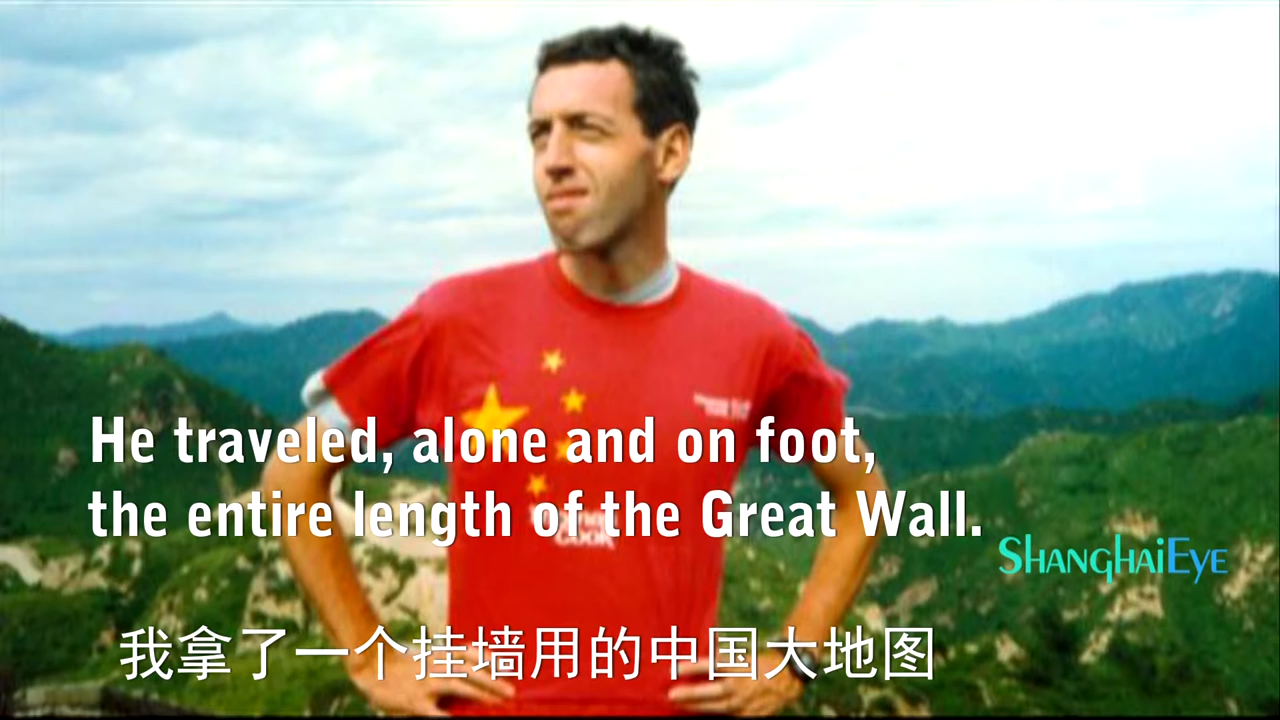 He traveled, alone and on foot,
the entire length of the Great Wall.
ShanghaiEye
我拿了一个挂墙用的中国大地图